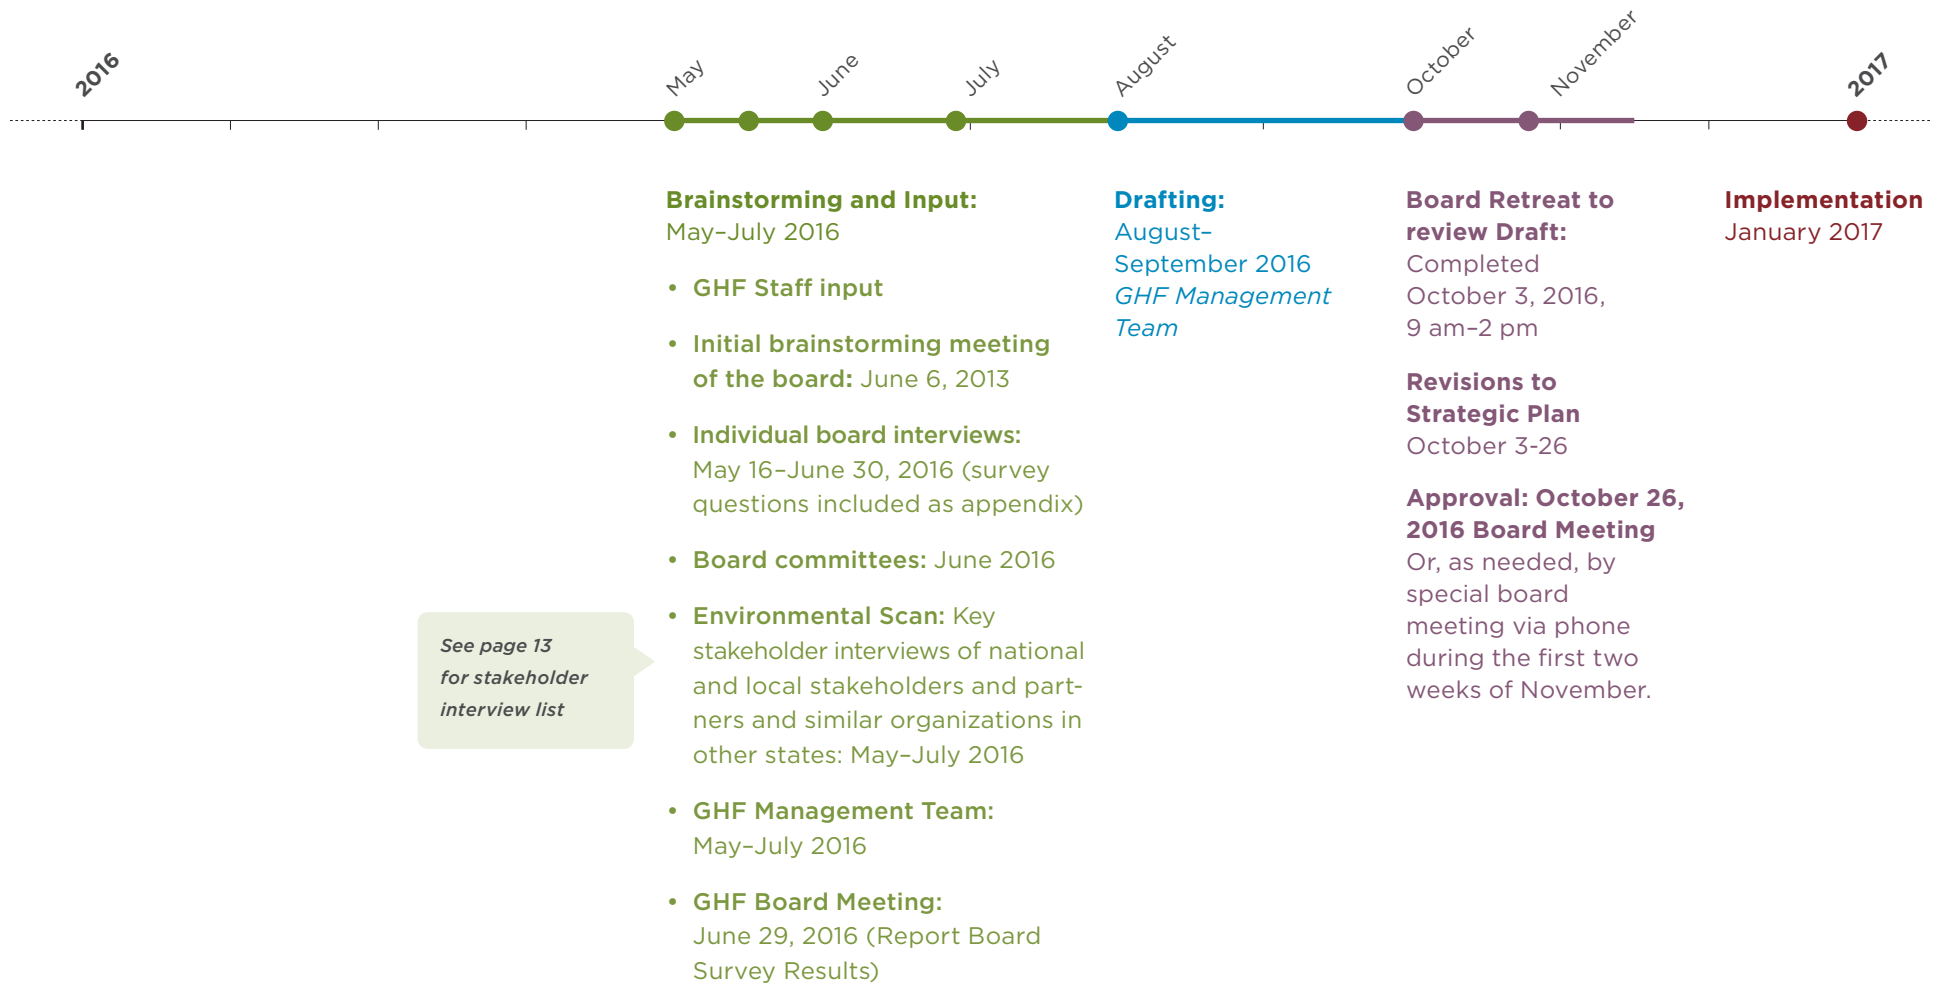 2016
May
June
July
August
October
November
2017
Brainstorming and Input:
May–July 2016
• GHF Staff input
• Initial brainstorming meeting
of the board: June 6, 2013
• Individual board interviews:
May 16–June 30, 2016 (survey
questions included as appendix)
• Board committees: June 2016
• Environmental Scan: Key
stakeholder interviews of national
and local stakeholders and part-
ners and similar organizations in
other states: May–July 2016
• GHF Management Team:
May–July 2016
• GHF Board Meeting:
June 29, 2016 (Report Board
Survey Results)
See page 13
for stakeholder
interview list
Drafting:
August–
September 2016
GHF Management
Team
Board Retreat to
review Draft:
Completed
October 3, 2016,
9 am–2 pm
Revisions to
Strategic Plan
October 3-26
Approval: October 26,
2016 Board Meeting
Or, as needed, by
special board
meeting via phone
during the first two
weeks of November.
Implementation
January 2017